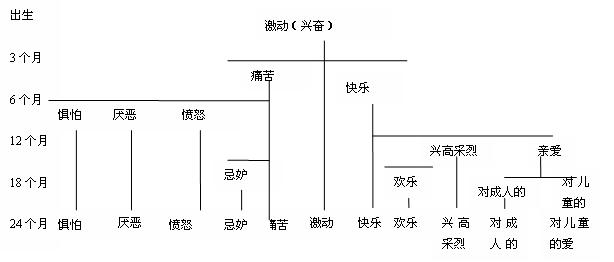 出生
激动（兴奋）
3个月
痛苦
快乐
6个月
惧怕 厌恶 愤怒
12个月
兴高采烈 亲爱
忌妒
18个月
欢乐
对成人的
对儿
童的
24个月 惧怕 厌恶 愤怒 忌妒 痛苦 激动 快乐 欢乐 兴高 对成 对儿童
采烈 人的 的爱